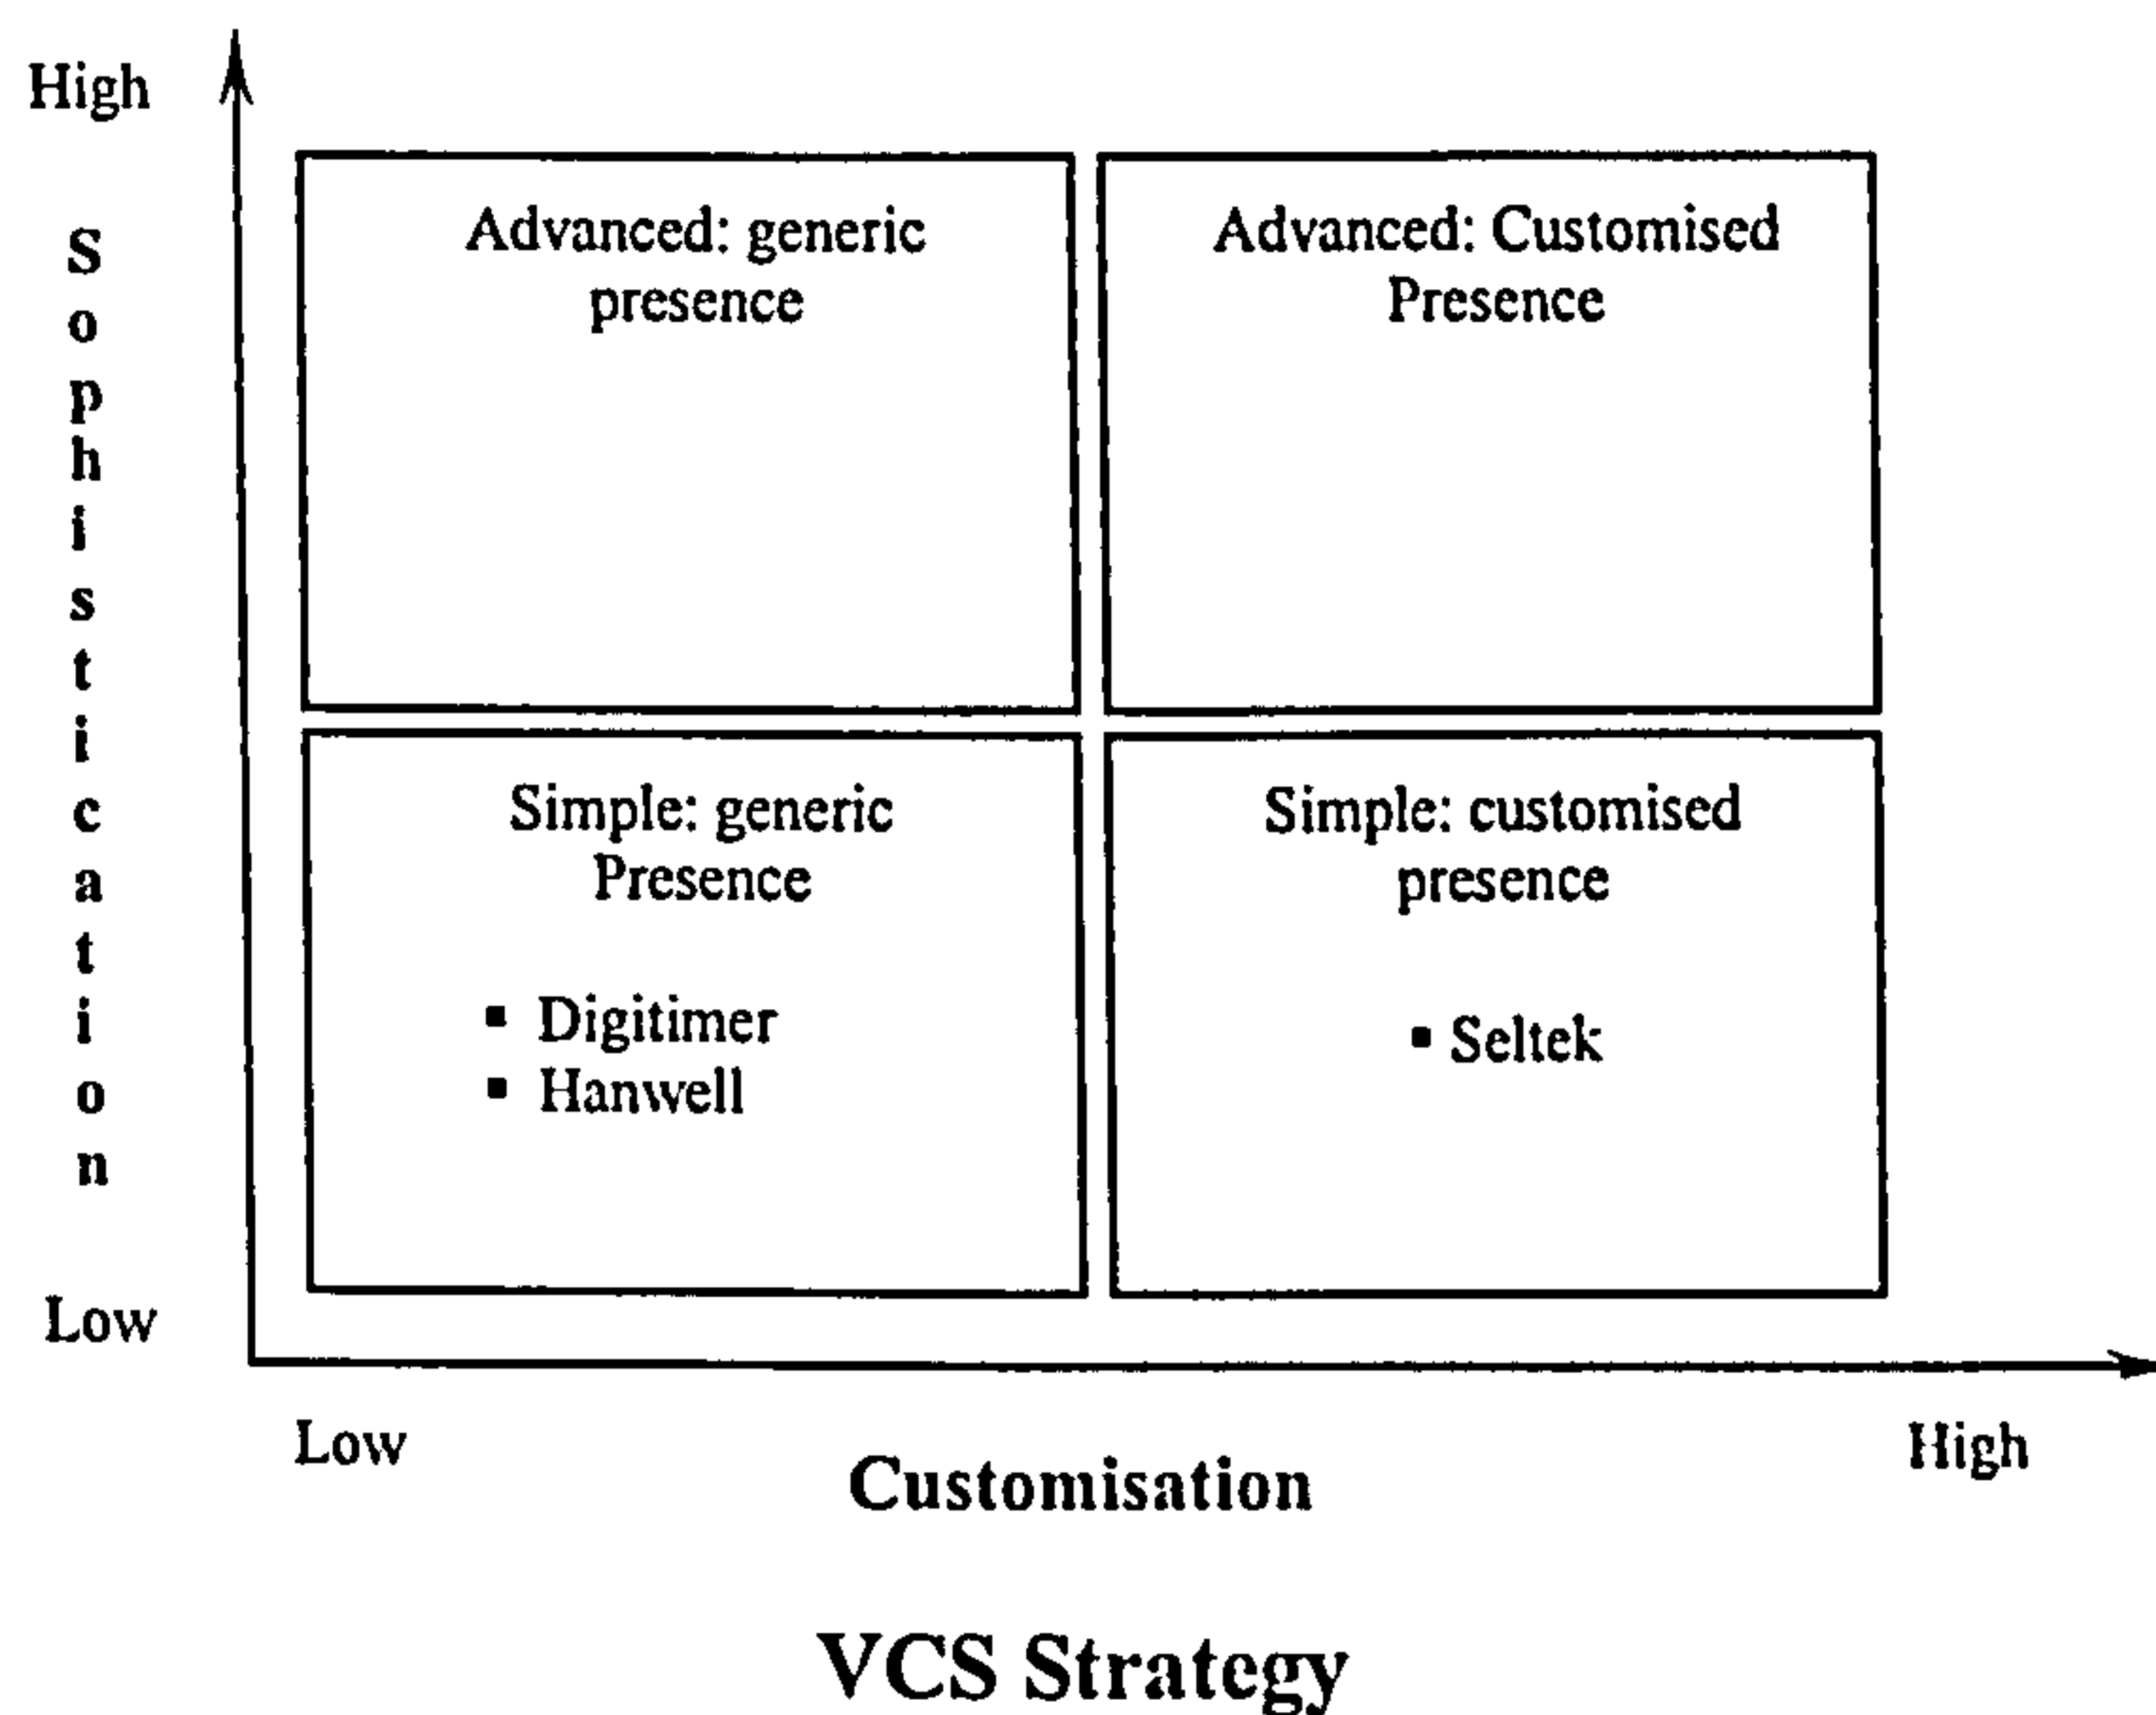 High
Sophistication
Advanced: generic
presence
Advanced: Customised
Presence
Simple: generic
Presence
▪ Digitimer
▪ Hanwell
Simple: customised
presence
▪ Seltek
Low
Low
High
Customisation
VCS Strategy